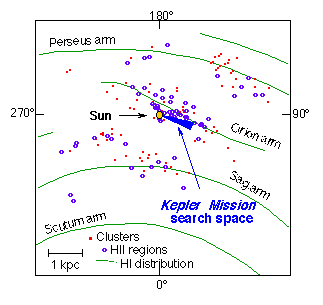 180°
Perseus arm
270°
Sun
90°
Orion arm
Kepler Mission
search space
Sag arm
Scutum arm
Clusters
HII regions
HI distribution
1 kpc
0°